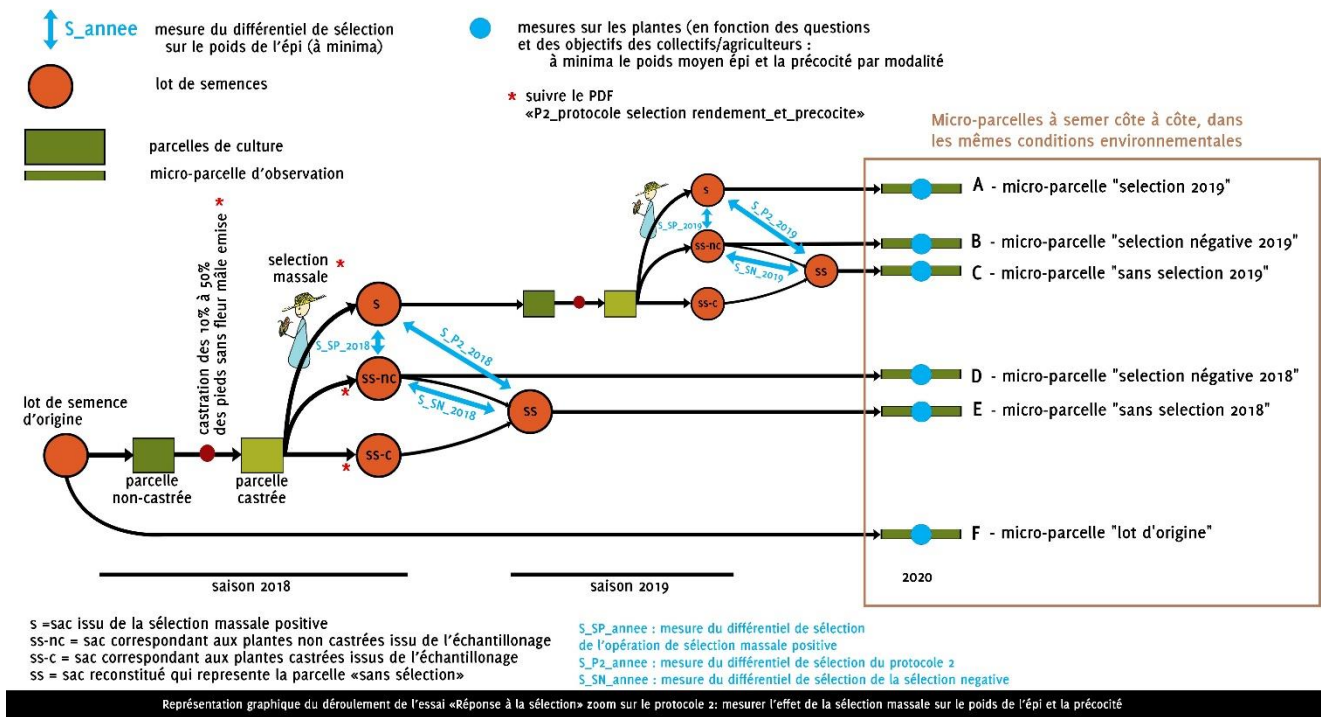 S_annee
mesure du différentiel de sélection
sur le poids de l'épi (à minima)
lot de semences
parcelles de culture
micro-parcelle d'observation
mesures sur les plantes (en fonction des questions
et des objectifs des collectifs/agriculteurs :
à minima le poids moyen épi et la précocité par modalité
* suivre le PDF
«P2_protocole selection rendement_et_precocite»
Micro-parcelles à semer côte à côte, dans
les mêmes conditions environnementales
castration des 10% à 50%
des pieds sans fleur mâle emise *
selection
massale *
s
S_SP_2018
ss-nc
*
S_P2_2018
S_SN_2018
ss
ss-c
*
s
S_SP_2019
ss-nc
S_P2_2019
S_SN_2019
ss
ss-c
lot de semence
d'origine
parcelle
non-castrée
parcelle
castrée
A - micro-parcelle "selection 2019"
B - micro-parcelle "selection négative 2019"
C - micro-parcelle "sans selection 2019"
D - micro-parcelle "selection négative 2018"
E - micro-parcelle "sans selection 2018"
F - micro-parcelle "lot d'origine"
2020
saison 2018
saison 2019
s =sac issu de la sélection massale positive
ss-nc = sac correspondant aux plantes non castrées issu de l'échantillonage
ss-c = sac correspondant aux plantes castrées issus de l'échantillonage
ss = sac reconstitué qui represente la parcelle «sans sélection»
S_SP_annee : mesure du différentiel de sélection
de l'opération de sélection massale positive
S_P2_annee : mesure du différentiel de sélection du protocole 2
S_SN_annee : mesure du différentiel de sélection de la sélection negative
Représentation graphique du déroulement de l'essai «Réponse à la sélection» zoom sur le protocole 2: mesurer l'effet de la sélection massale sur le poids de l'épi et la précocité